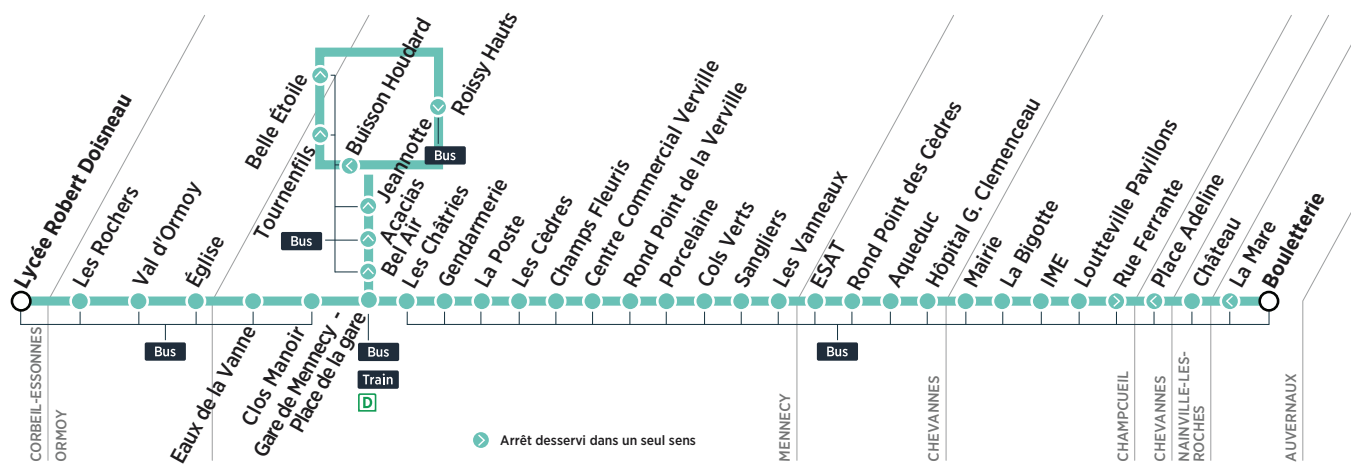 Belle Étoile
Tournenfils
Buisson Houdard
Roissy Hauts
Bus
Jeannotte
Acacias
Bel Air
Bus
Lycée Robert Doisneau
Les Rochers
Val d'Ormoy
Église
Eaux de la Vanne
Clos Manoir
Gare de Mennecy -
Place de la gare
Les Châtries
Gendarmerie
La Poste
Les Cèdres
Champs Fleuris
Centre Commercial Verville
Rond Point de la Verville
Porcelaine
Cols Verts
Sangliers
Les Vanneaux
ESAT
Rond Point des Cèdres
Aqueduc
Hôpital G. Clemenceau
Mairie
La Bigotte
IME
Loutteville Pavillons
Rue Ferrante
Place Adeline
Château
La Mare
Bouletterie
Bus
Bus
Train
D
Bus
CORBEIL-ESSONNES
ORMOY
MENNECY
CHEVANNES
CHAMPCUEIL
CHEVANNES
NAINVILLE-LES-
ROCHES
AUVERNAUX
Arrêt desservi dans un seul sens